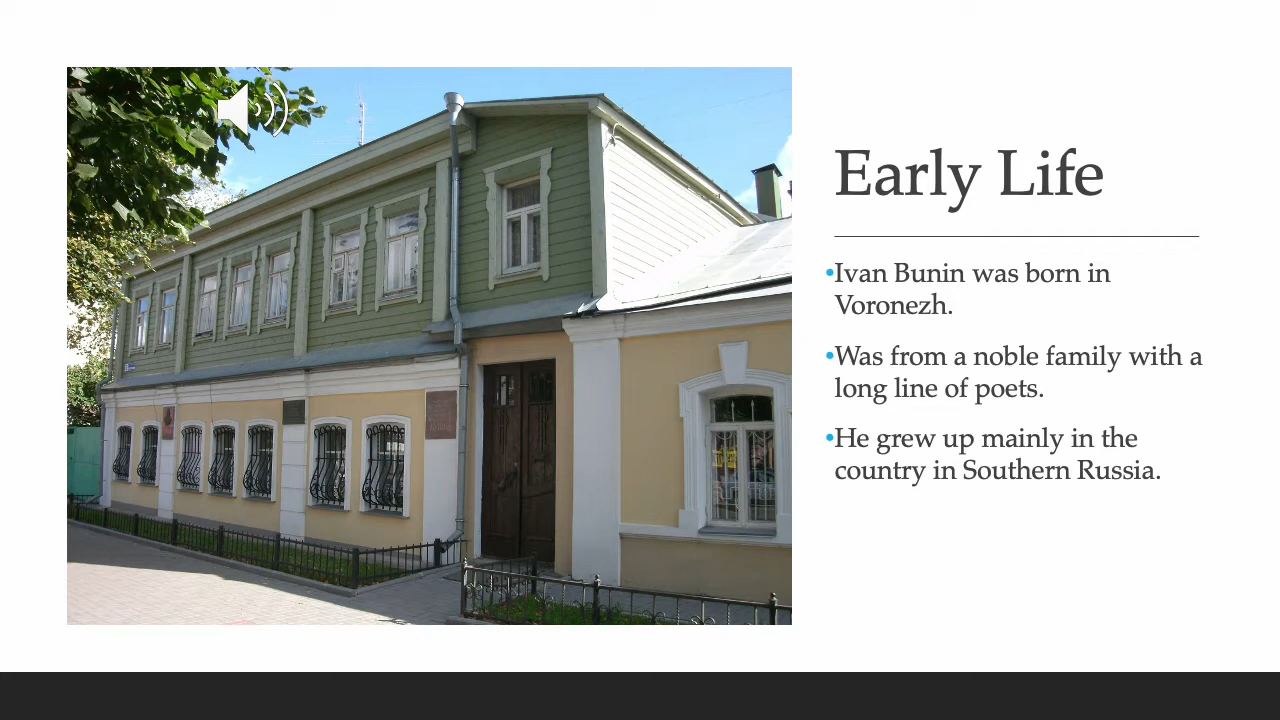 Early Life
•Ivan Bunin was born in
Voronezh.
•Was from a noble family with a
long line of poets.
•He grew up mainly in the
country in Southern Russia.